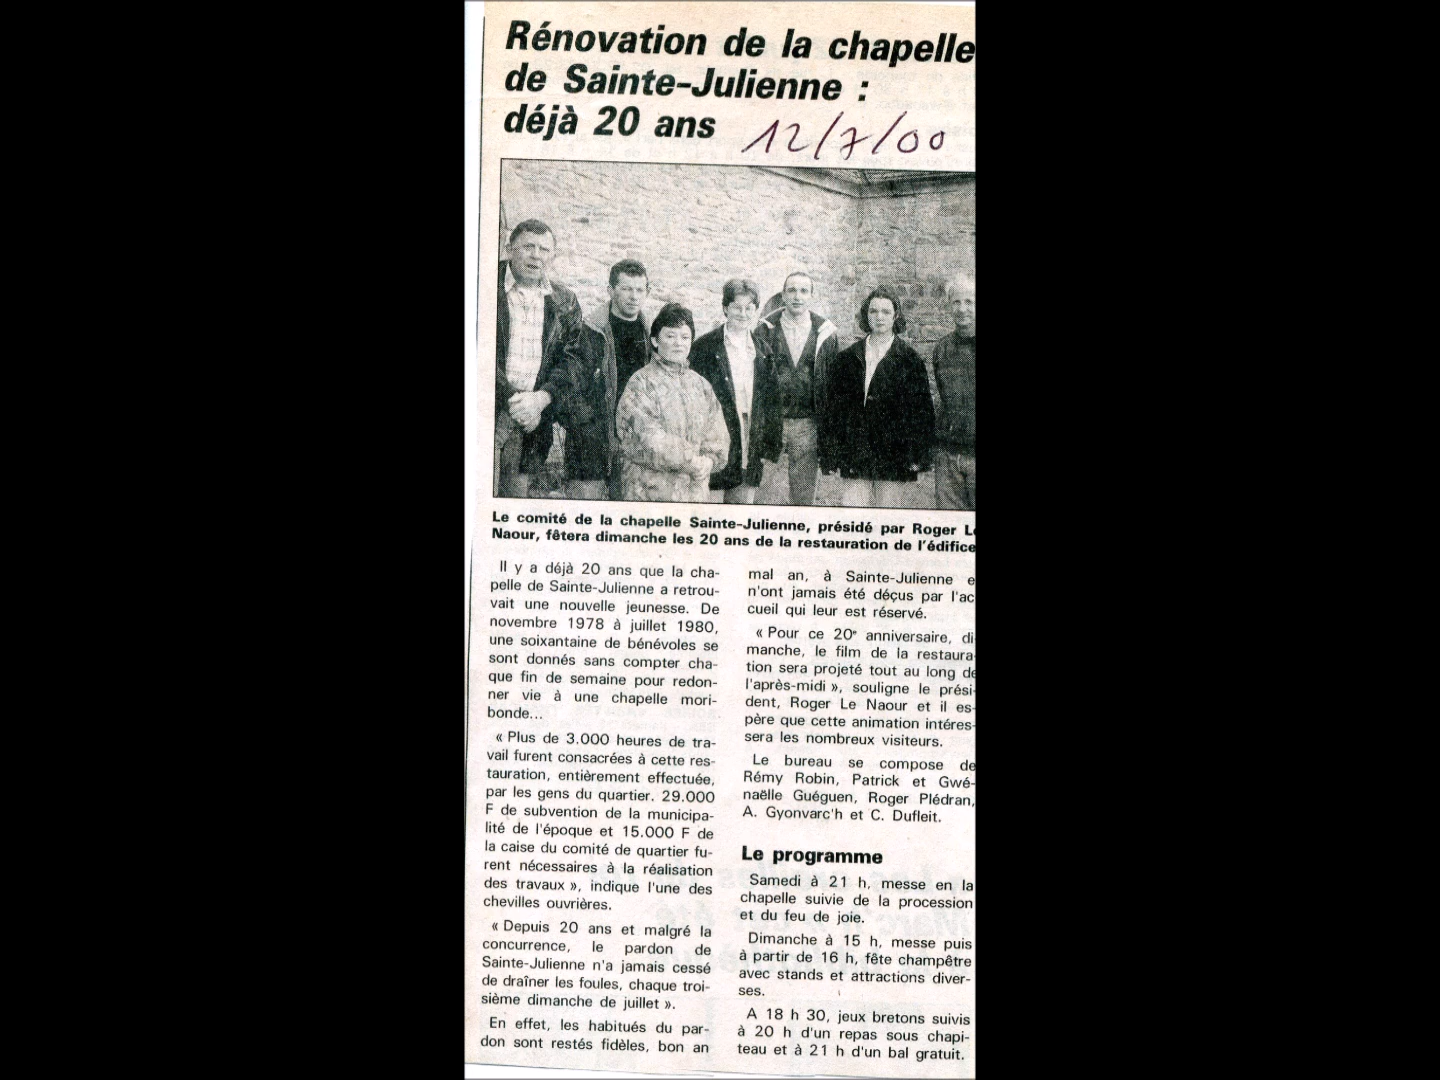 Rénovation de la chapelle
de Sainte-Julienne :
déjà 20 ans
12/7/00
Le comité de la chapelle Sainte-Julienne, présidé par Roger Le
Naour, fêtera dimanche les 20 ans de la restauration de l'édifice
Il y a déjà 20 ans que la cha-
pelle de Sainte-Julienne a retrou-
vait une nouvelle jeunesse. De
novembre 1978 à juillet 1980,
une soixantaine de bénévoles se
sont donnés sans compter cha-
que fin de semaine pour redon-
ner vie à une chapelle mori-
bonde...
« Plus de 3.000 heures de tra-
vail furent consacrées à cette res-
tauration, entièrement effectuée,
par les gens du quartier. 29.000
F de subvention de la municipa-
lité de l'époque et 15.000 F de
la caise du comité de quartier fu-
rent nécessaires à la réalisation
des travaux », indique l'une des
chevilles ouvrières.
« Depuis 20 ans et malgré la
concurrence, le pardon de
Sainte-Julienne n'a jamais cessé
de draîner les foules, chaque troi-
sième dimanche de juillet ».
En effet, les habitués du par-
don sont restés fidèles, bon an
mal an, à Sainte-Julienne e
n'ont jamais été déçus par l'ac
cueil qui leur est réservé.
« Pour ce 20e anniversaire, di-
manche, le film de la restaura-
tion sera projeté tout au long de
l'après-midi », souligne le prési-
dent, Roger Le Naour et il es-
père que cette animation intéres-
sera les nombreux visiteurs.
Le bureau se compose de
Rémy Robin, Patrick et Gwé-
naëlle Guéguen, Roger Plédran,
A. Gyonvarc'h et C. Dufleit.
Le programme
Samedi à 21 h, messe en la
chapelle suivie de la procession
et du feu de joie.
Dimanche à 15 h, messe puis
à partir de 16 h, fête champêtre
avec stands et attractions diver-
ses.
A 18 h 30, jeux bretons suivis
à 20 h d'un repas sous chapi-
teau et à 21 h d'un bal gratuit.